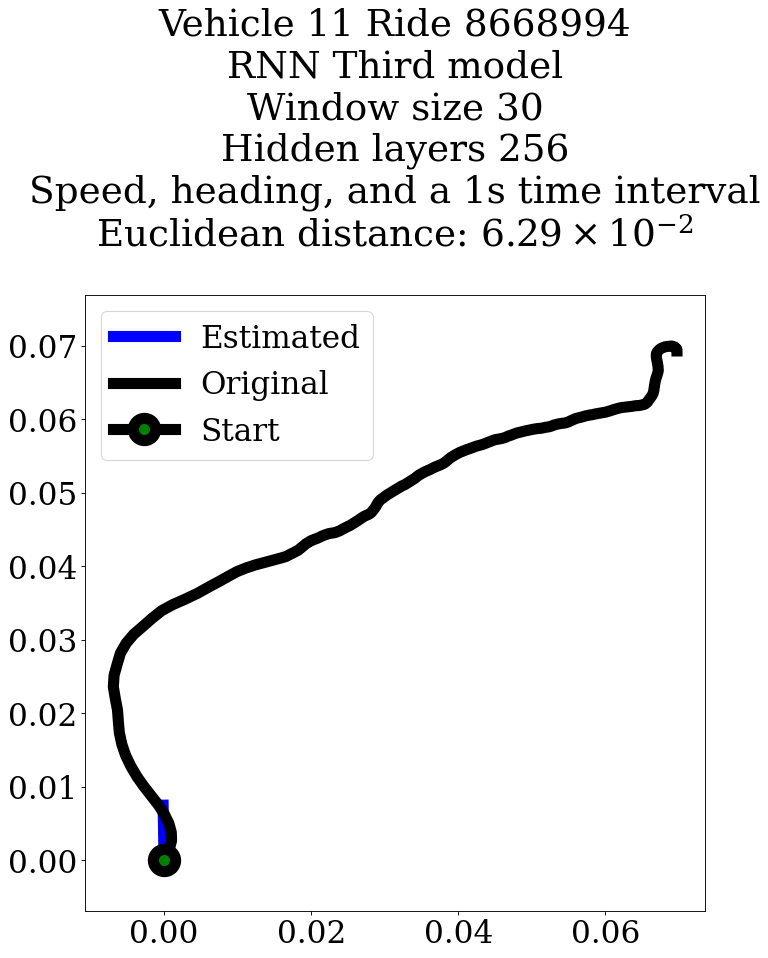 Vehicle 11 Ride 8668994
RNN Third model
Window size 30
Hidden layers 256
Speed, heading, and a 1s time interval
Euclidean distance: 6.29 × 10⁻²
Estimated
Original
Start
0.07
0.06
0.05
0.04
0.03
0.02
0.01
0.00
0.00 0.02 0.04 0.06